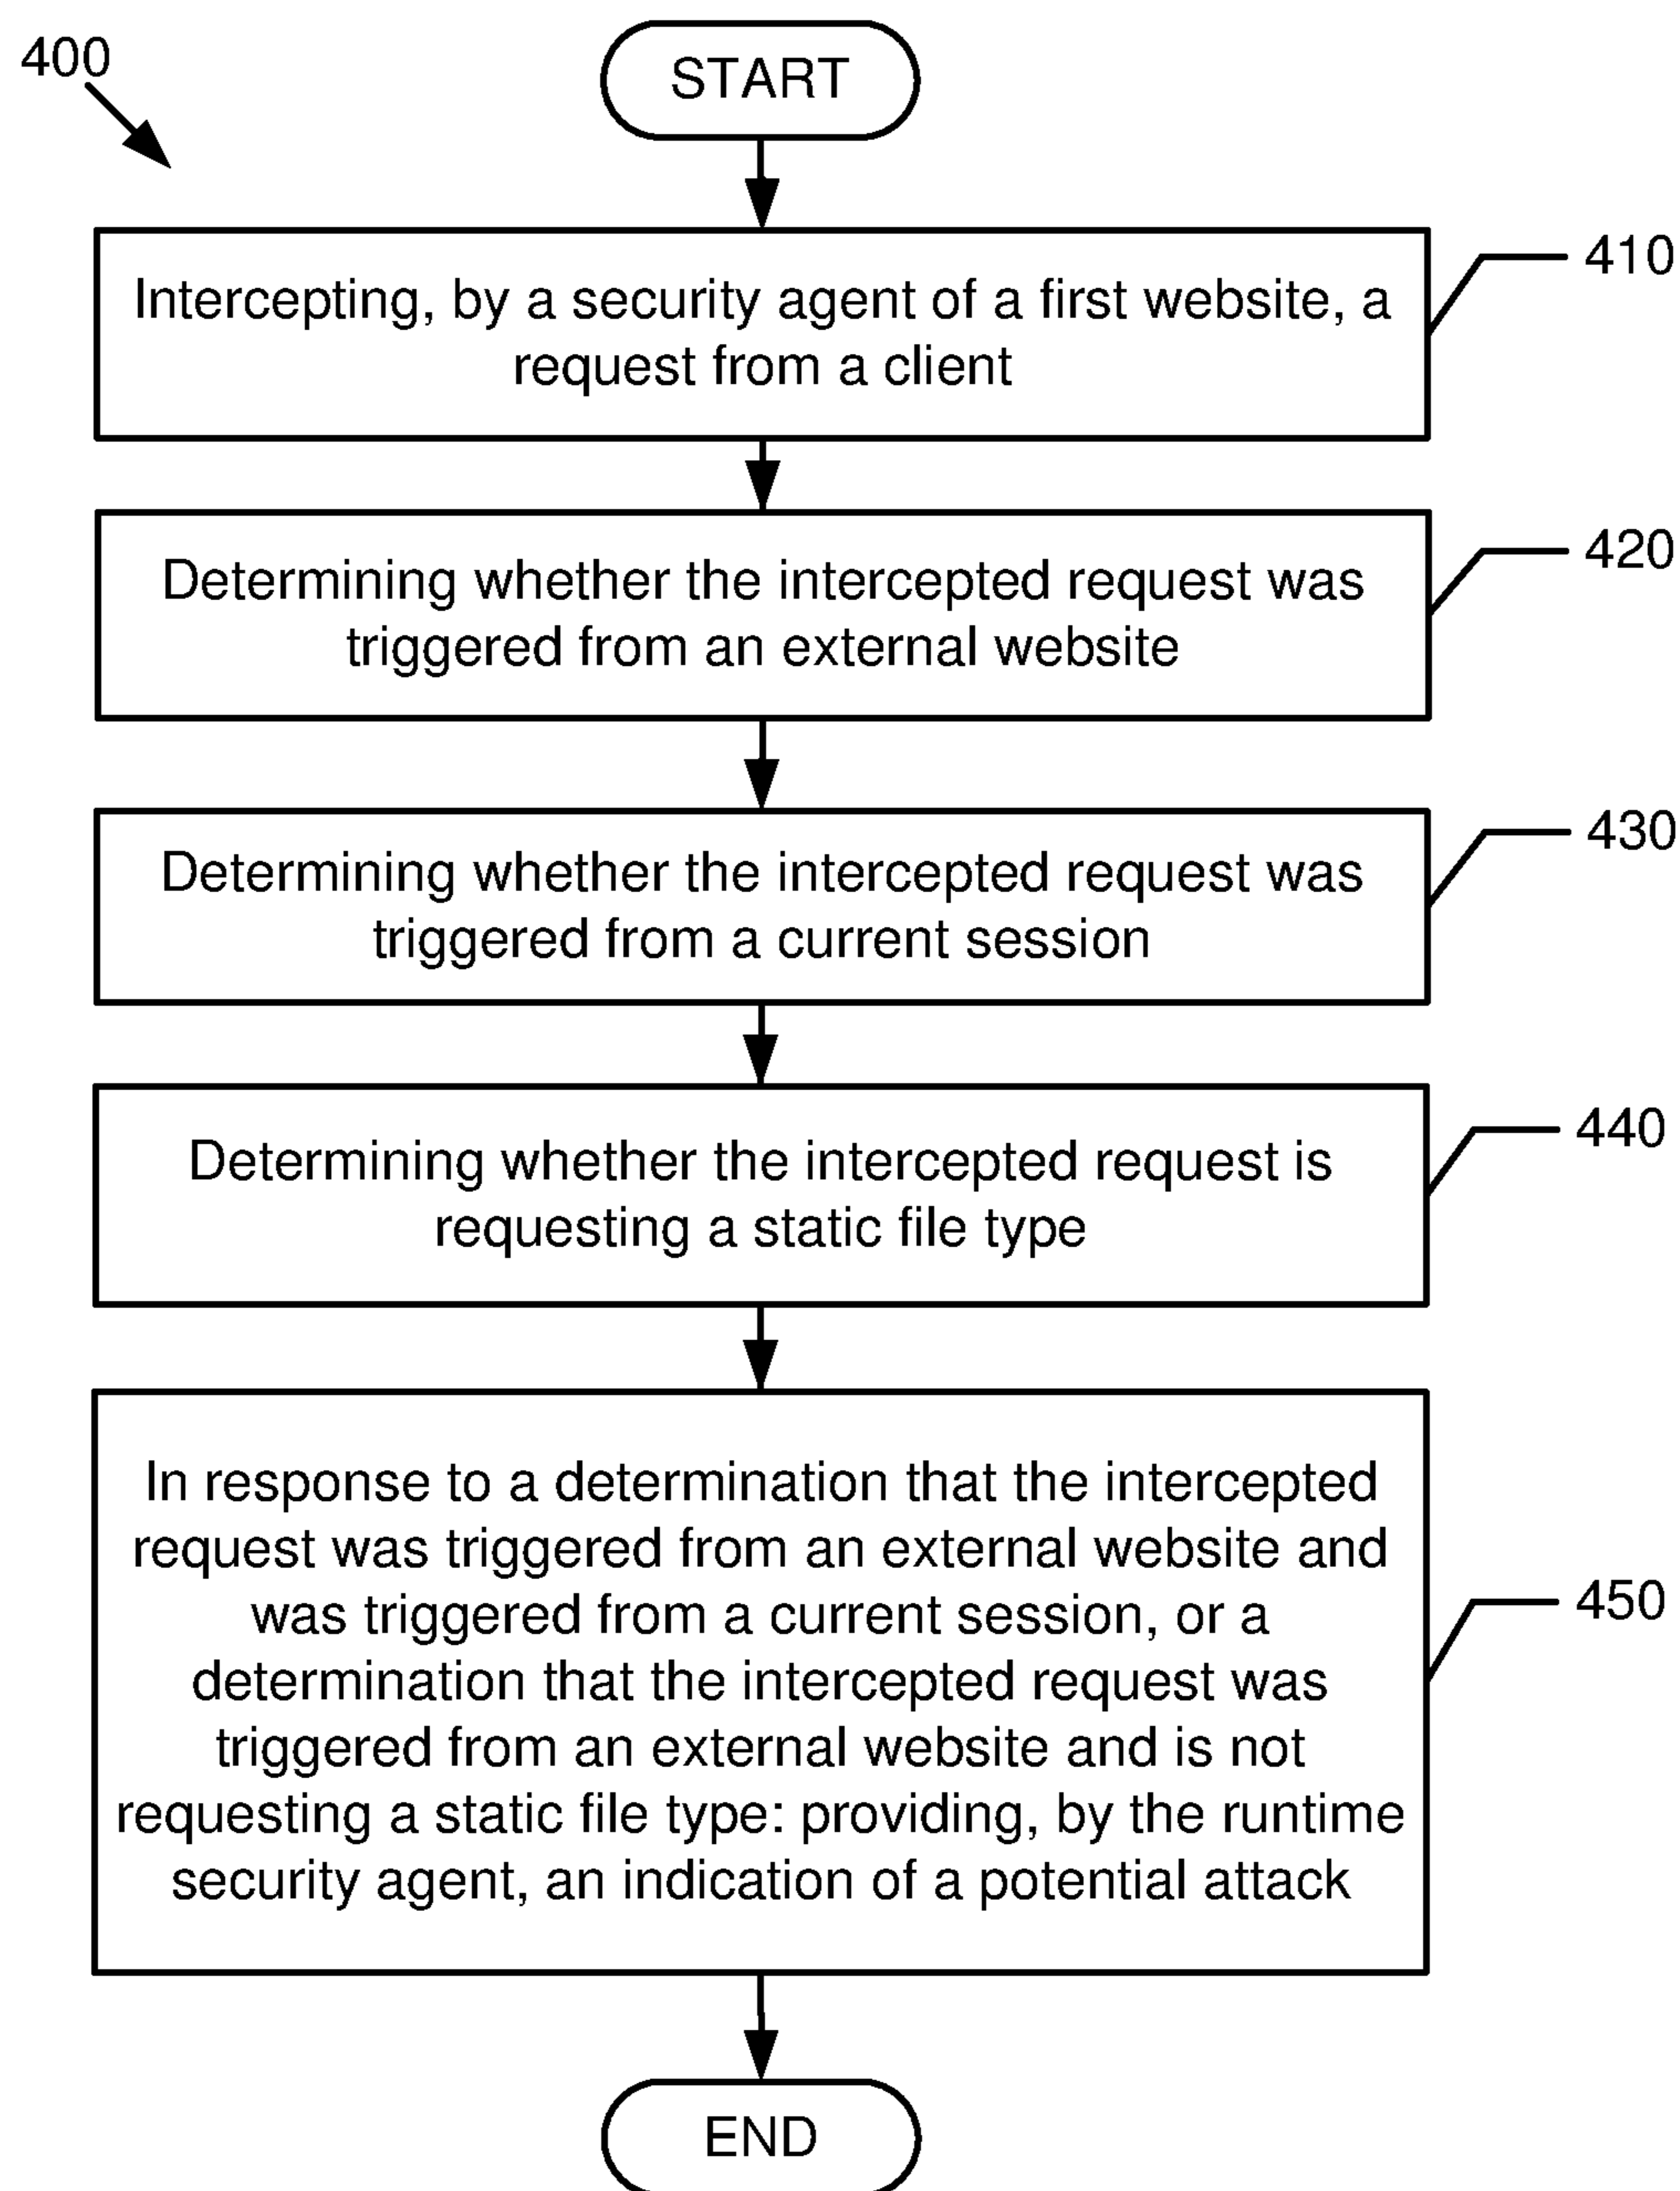 400
START
410
Intercepting, by a security agent of a first website, a
request from a client
420
Determining whether the intercepted request was
triggered from an external website
430
Determining whether the intercepted request was
triggered from a current session
440
Determining whether the intercepted request is
requesting a static file type
450
In response to a determination that the intercepted
request was triggered from an external website and
was triggered from a current session, or a
determination that the intercepted request was
triggered from an external website and is not
requesting a static file type: providing, by the runtime
security agent, an indication of a potential attack
END